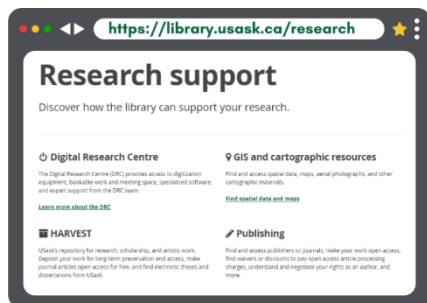 https://library.usask.ca/research
Research support
Discover how the library can support your research.
Digital Research Centre
The Digital Research Centre (DRC) provides access to digitization
equipment, bookable work and meeting space, specialized software,
and expert support from the DRC team.
Learn more about the DRC
GIS and cartographic resources
Find and access spatial data, maps, aerial photographs, and other
cartographic materials.
Find spatial data and maps
HARVEST
USask's repository for research, scholarship, and artistic work.
Deposit your work for long-term preservation and access, make
journal articles open access for free, and find electronic theses and
dissertations from USask.
Publishing
Find and assess publishers or journals, make your work open access,
find waivers or discounts to pay open access article processing
charges, understand and negotiate your rights as an author, and
more.